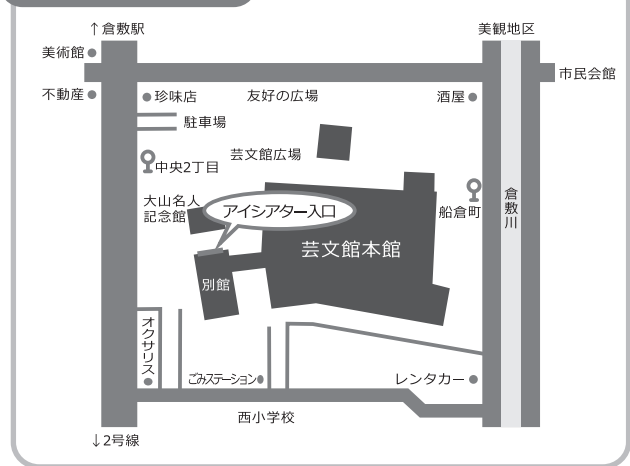 ↑倉敷駅
美観地区
美術館
市民会館
不動産
珍味店
友好の広場
酒屋
駐車場
芸文館広場
中央2丁目
大山名人
記念館
アイシアター入口
船倉町
倉敷川
芸文館本館
別館
オクサリス
ごみステーション
レンタカー
西小学校
↓2号線